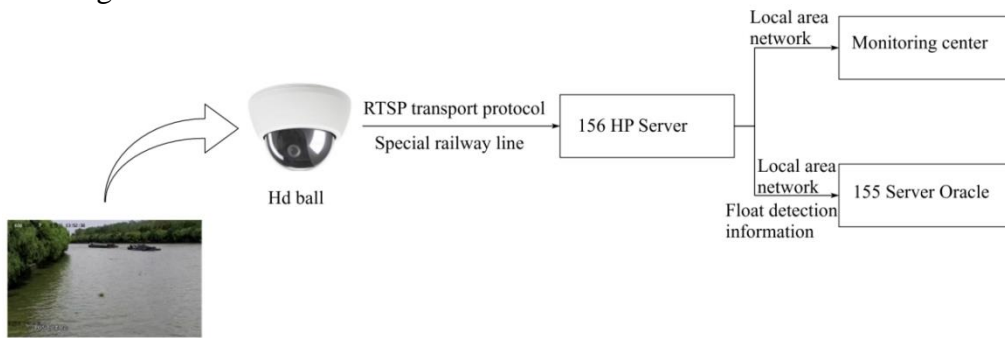 RTSP transport protocol
Special railway line
Hd ball
156 HP Server
Local area
network
Monitoring center
Local area
network
Float detection
information
155 Server Oracle